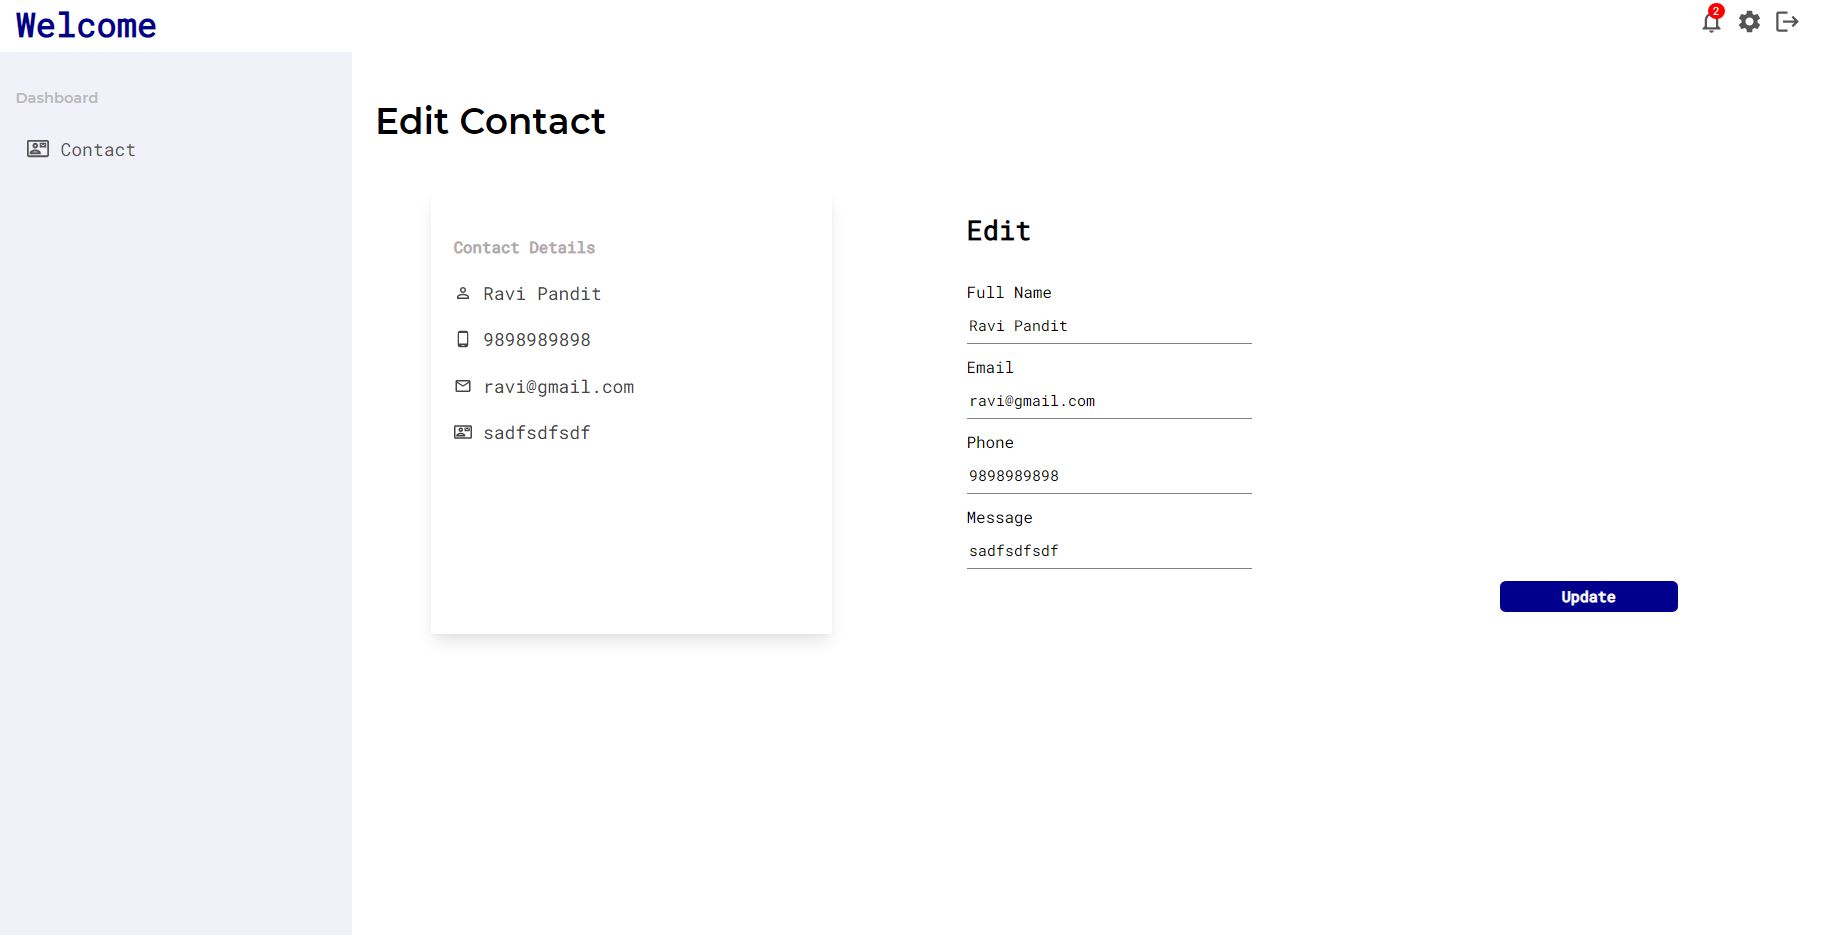 Welcome
2
Dashboard
Contact
Edit Contact
Contact Details
Ravi Pandit
9898989898
ravi@gmail.com
sadfsdfsdf
Edit
Full Name
Ravi Pandit
Email
ravi@gmail.com
Phone
9898989898
Message
sadfsdfsdf
Update